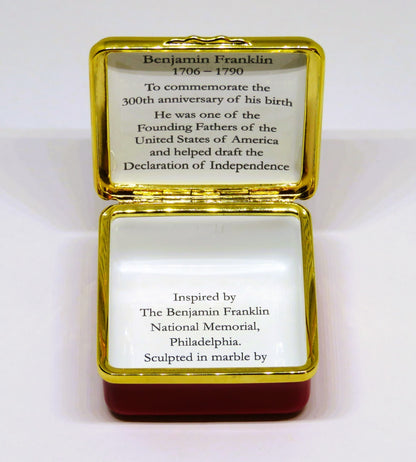 Benjamin Franklin
1706 – 1790
To commemorate the
300th anniversary of his birth
He was one of the
Founding Fathers of the
United States of America
and helped draft the
Declaration of Independence
Inspired by
The Benjamin Franklin
National Memorial,
Philadelphia.
Sculpted in marble by